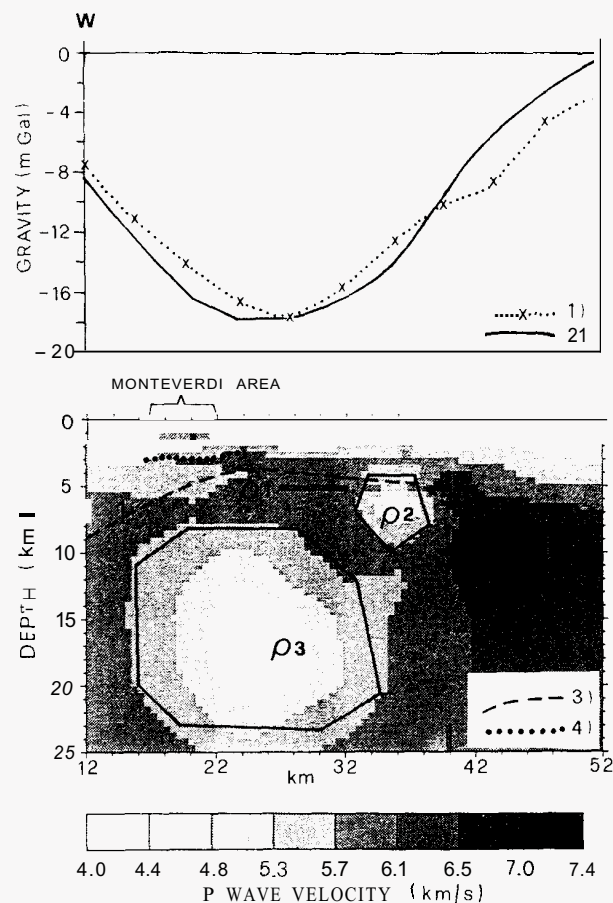 W
0
-4
-8
-12
-16
-20
GRAVITY (m Gal)
1)
21
MONTEVERDI AREA
0
5
10
15
20
25
DEPTH (km l
ρ2
ρ3
3)
4)
12 22 32 42 52
km
4.0 4.4 4.8 5.3 5.7 6.1 6.5 7.0 7.4
P WAVE VELOCITY (km/s)